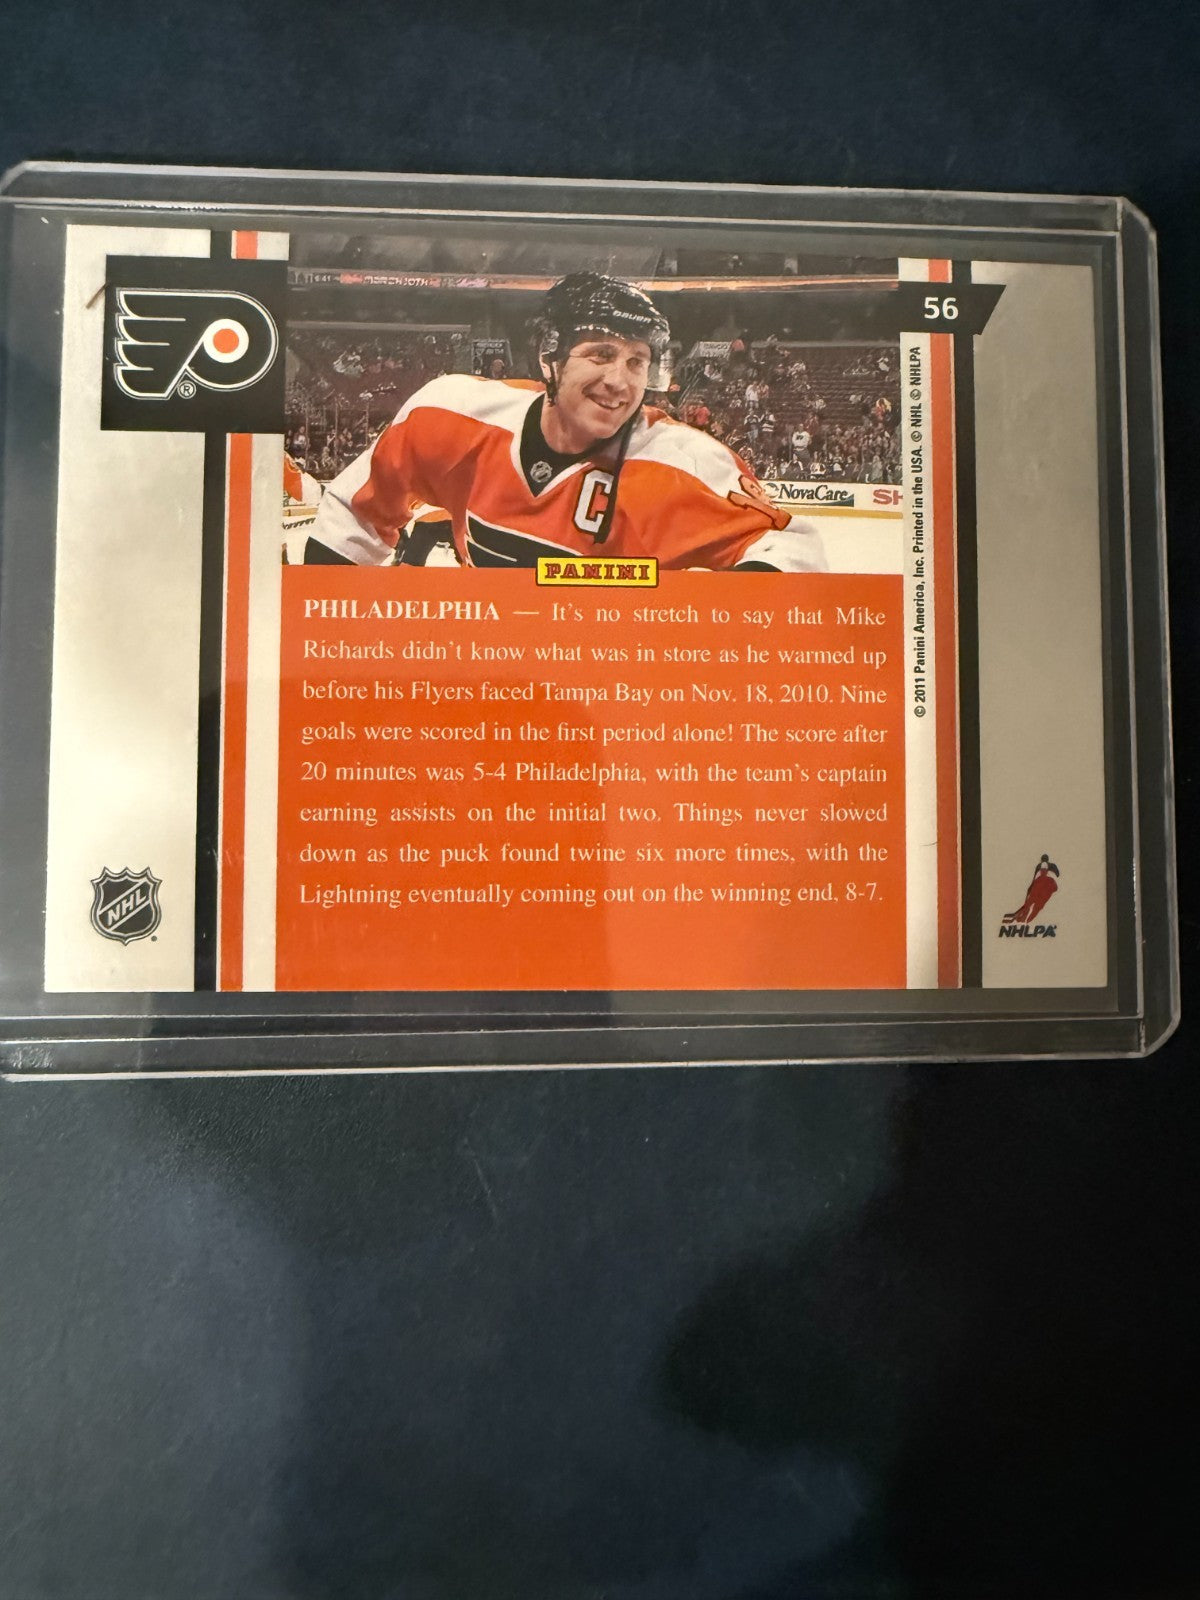 56
®
BAUER
C
NovaCare
SH
PANINI
PHILADELPHIA — It's no stretch to say that Mike
Richards didn't know what was in store as he warmed up
before his Flyers faced Tampa Bay on Nov. 18, 2010. Nine
goals were scored in the first period alone! The score after
20 minutes was 5-4 Philadelphia, with the team's captain
earning assists on the initial two. Things never slowed
down as the puck found twine six more times, with the
Lightning eventually coming out on the winning end, 8-7.
© 2011 Panini America, Inc. Printed in the USA. © NHL © NHLPA
NHL
NHLPA